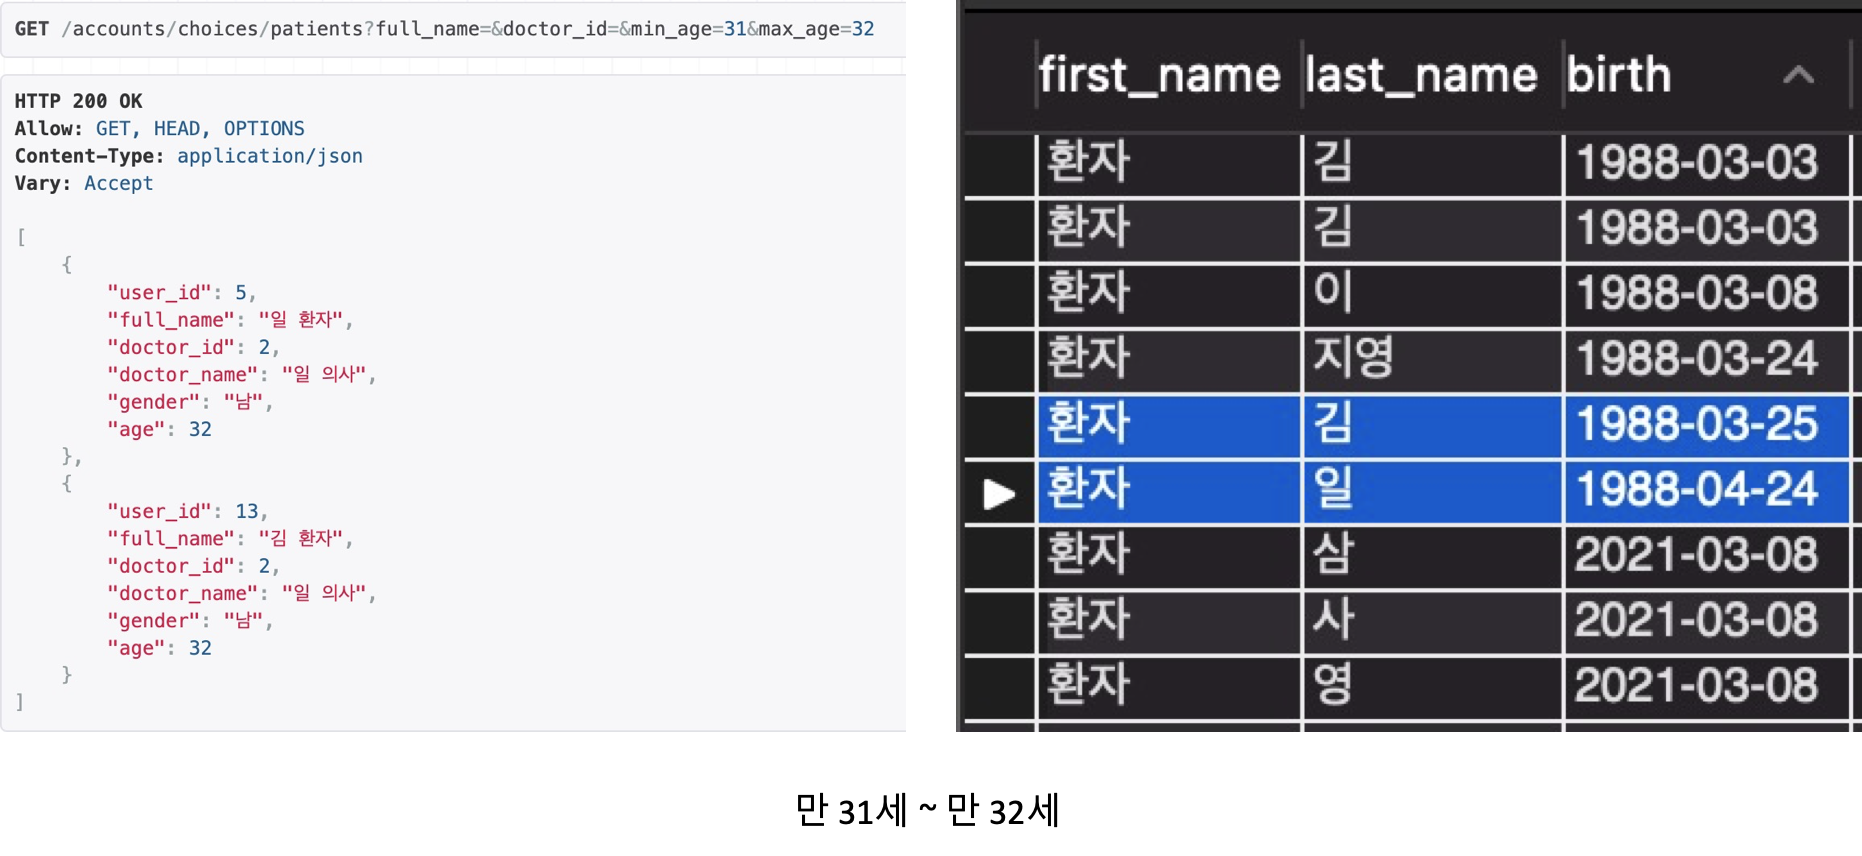 GET /accounts/choices/patients?full_name=&doctor_id=&min_age=31&max_age=32
HTTP 200 OK
Allow: GET, HEAD, OPTIONS
Content-Type: application/json
Vary: Accept
[
{
"user_id": 5,
"full_name": "일 환자",
"doctor_id": 2,
"doctor_name": "일 의사",
"gender": "남",
"age": 32
},
{
"user_id": 13,
"full_name": "김 환자",
"doctor_id": 2,
"doctor_name": "일 의사",
"gender": "남",
"age": 32
}
]
first_name last_name birth
환자 김 1988-03-03
환자 김 1988-03-03
환자 이 1988-03-08
환자 지영 1988-03-24
환자 김 1988-03-25
환자 일 1988-04-24
환자 삼 2021-03-08
환자 사 2021-03-08
환자 영 2021-03-08
만 31세 ~ 만 32세